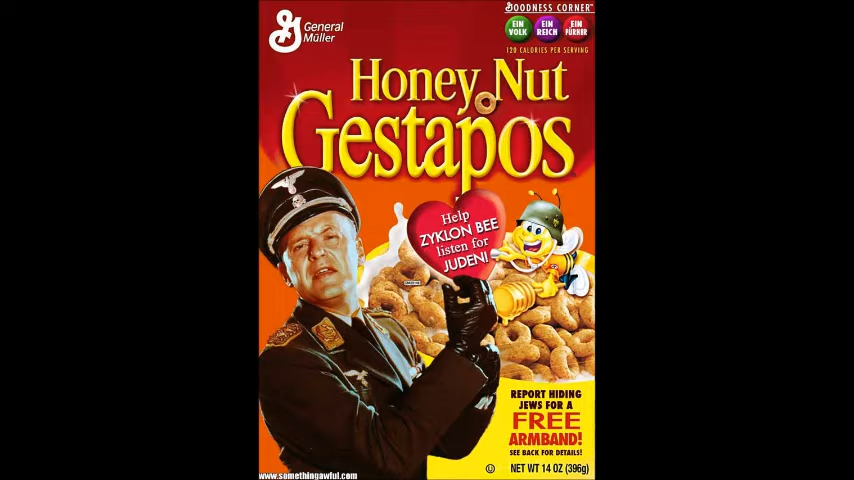 General
Müller
GOODNESS CORNER™
EIN
VOLK
EIN
REICH
EIN
FÜHRER
120 CALORIES PER SERVING
Honey Nut
Gestapos
Help
ZYKLON BEE
listen for
JUDEN!
REPORT HIDING
JEWS FOR A
FREE
ARMBAND!
SEE BACK FOR DETAILS!
NET WT 14 OZ (396g)
www.somethingawful.com